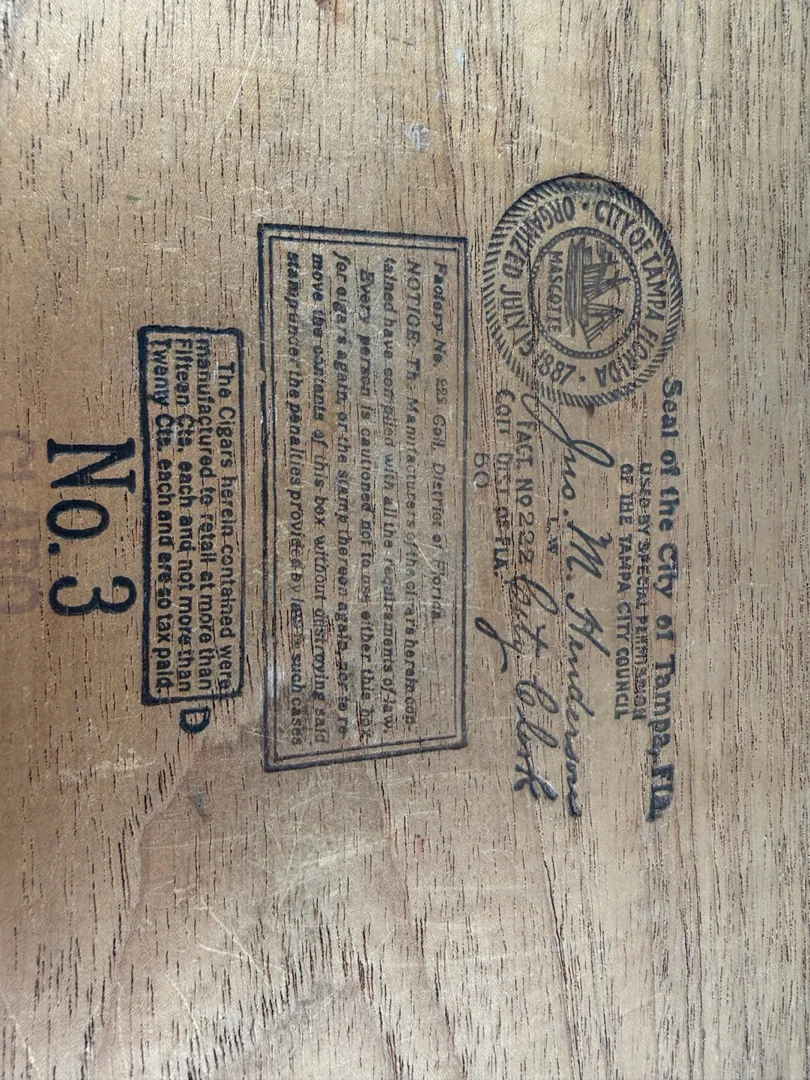 Seal of the City of Tampa, Fla.
USED BY SPECIAL PERMISSION
OF THE TAMPA CITY COUNCIL
CITY OF TAMPA FLORIDA
ORGANIZED JULY 15 1887
MASCOTTE
Jno. M. Henderson
L.W
City Clerk
FACT. No 222
COLL DIST. OF FLA.
50
Factory No. 222 Coll. District of Florida
NOTICE. Th. Manufacturers of the cigars herein con-
tained have complied with all the requirements of law.
Every person is cautioned not to use either this box
for cigars again, or the stamp thereon again, nor to re-
move the contents of this box without destroying said
stamp under the penalties provided by law in such cases
The Cigars herein contained were
manufactured to retail at more than
Fifteen Cts. each and not more than
Twenty Cts. each and are so tax paid.
D
No. 3
CLARO